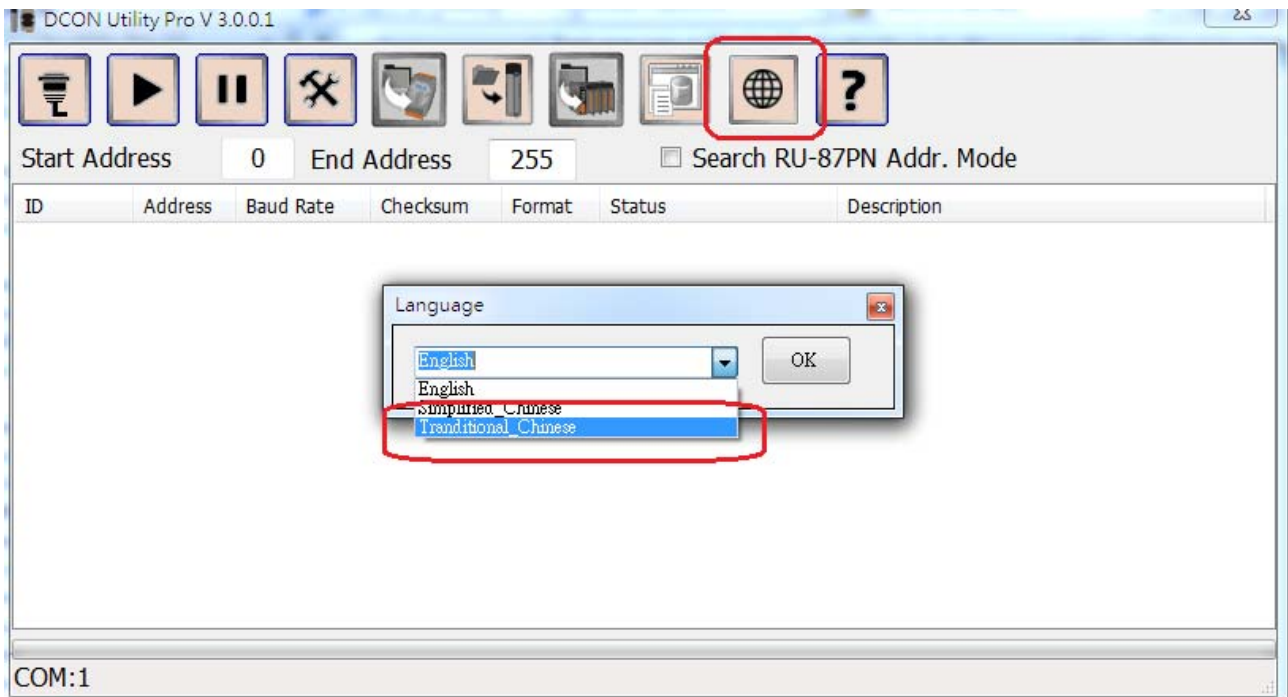 DCON Utility Pro V 3.0.0.1
?
Start Address 0 End Address 255 Search RU-87PN Addr. Mode
ID Address Baud Rate Checksum Format Status Description
Language
English OK
English
Simplified_Chinese
Tranditional_Chinese
COM:1